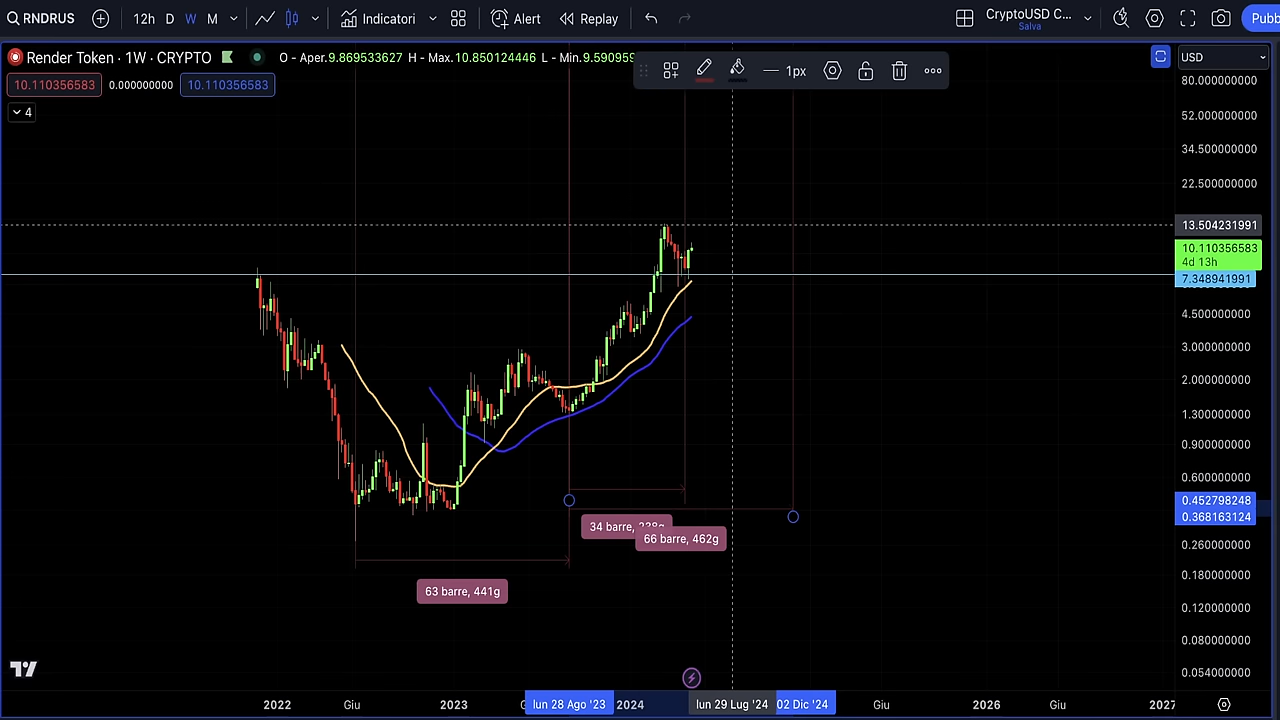 RNDRUS 12h D W M Indicatori Alert Replay CryptoUSD C... Pubb
Salva
Render Token · 1W · CRYPTO O - Aper.9.869533627 H - Max.10.850124446 L - Min.9.59095 1px USD
10.110356583 0.000000000 10.110356583
4
80.000000000
52.000000000
34.500000000
22.500000000
13.504231991
10.110356583
4d 13h
7.348941991
4.500000000
3.000000000
2.000000000
1.300000000
0.900000000
0.600000000
0.452798248
0.368163124
0.260000000
0.180000000
0.120000000
0.080000000
0.054000000
34 barre,
66 barre, 462g
63 barre, 441g
2022 Giu 2023 lun 28 Ago '23 2024 lun 29 Lug '24 02 Dic '24 Giu 2026 Giu 2027